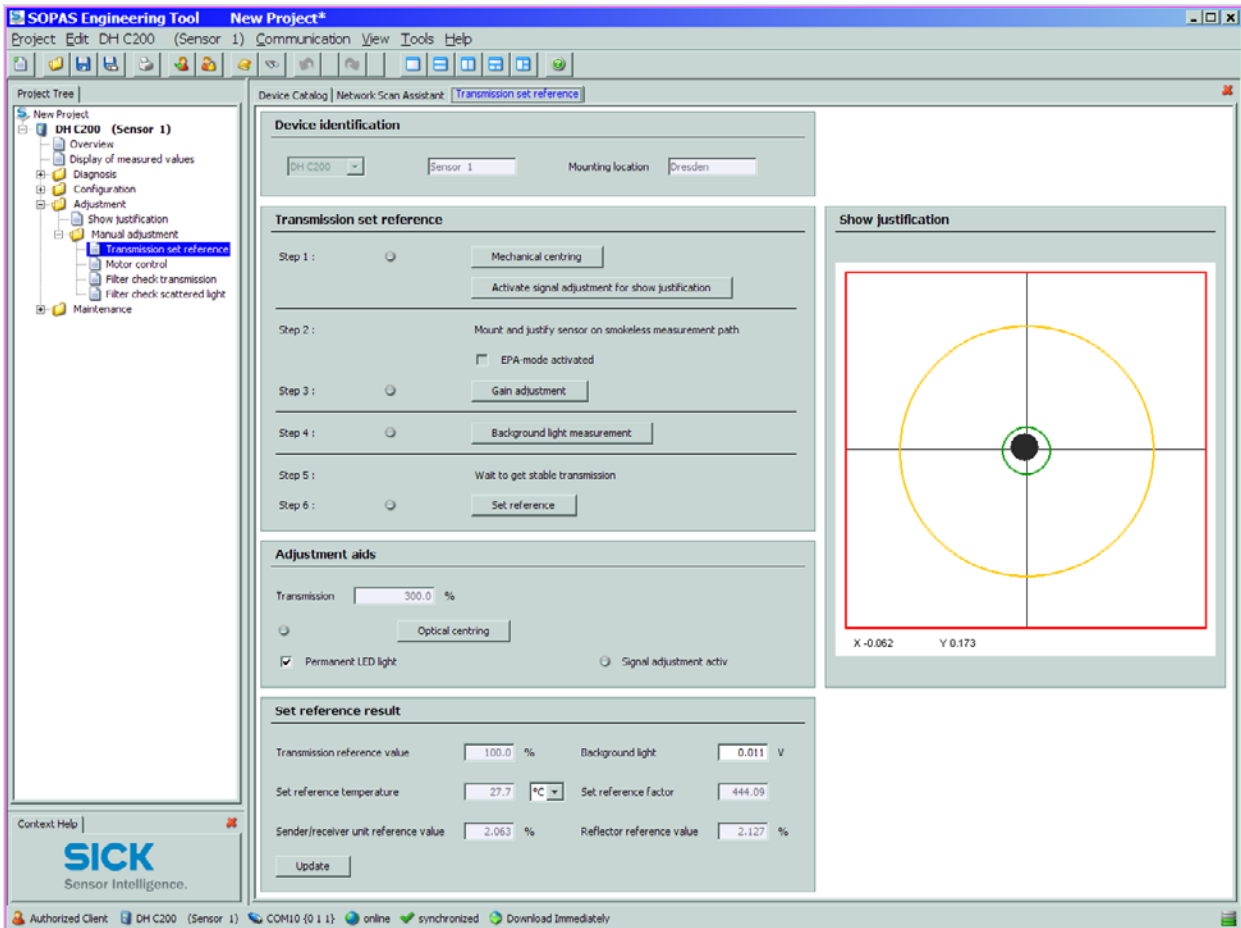 SOPAS Engineering Tool New Project*
Project Edit DH C200 (Sensor 1) Communication View Tools Help
Project Tree
New Project
DH C200 (Sensor 1)
Overview
Display of measured values
Diagnosis
Configuration
Adjustment
Show justification
Manual adjustment
Transmission set reference
Motor control
Filter check transmission
Filter check scattered light
Maintenance
Context Help
SICK
Sensor Intelligence.
Device Catalog Network Scan Assistant Transmission set reference
Device identification
DH C200 Sensor 1 Mounting location Dresden
Transmission set reference
Step 1 : Mechanical centring
Activate signal adjustment for show justification
Step 2 : Mount and justify sensor on smokeless measurement path
EPA-mode activated
Step 3 : Gain adjustment
Step 4 : Background light measurement
Step 5 : Wait to get stable transmission
Step 6 : Set reference
Adjustment aids
Transmission 300.0 %
Optical centring
Permanent LED light Signal adjustment activ
Set reference result
Transmission reference value 100.0 % Background light 0.011 V
Set reference temperature 27.7 °C Set reference factor 444.09
Sender/receiver unit reference value 2.063 % Reflector reference value 2.127 %
Update
Show justification
X -0.062 Y 0.173
Authorized Client DH C200 (Sensor 1) COM10 {0 1 1} online synchronized Download Immediately